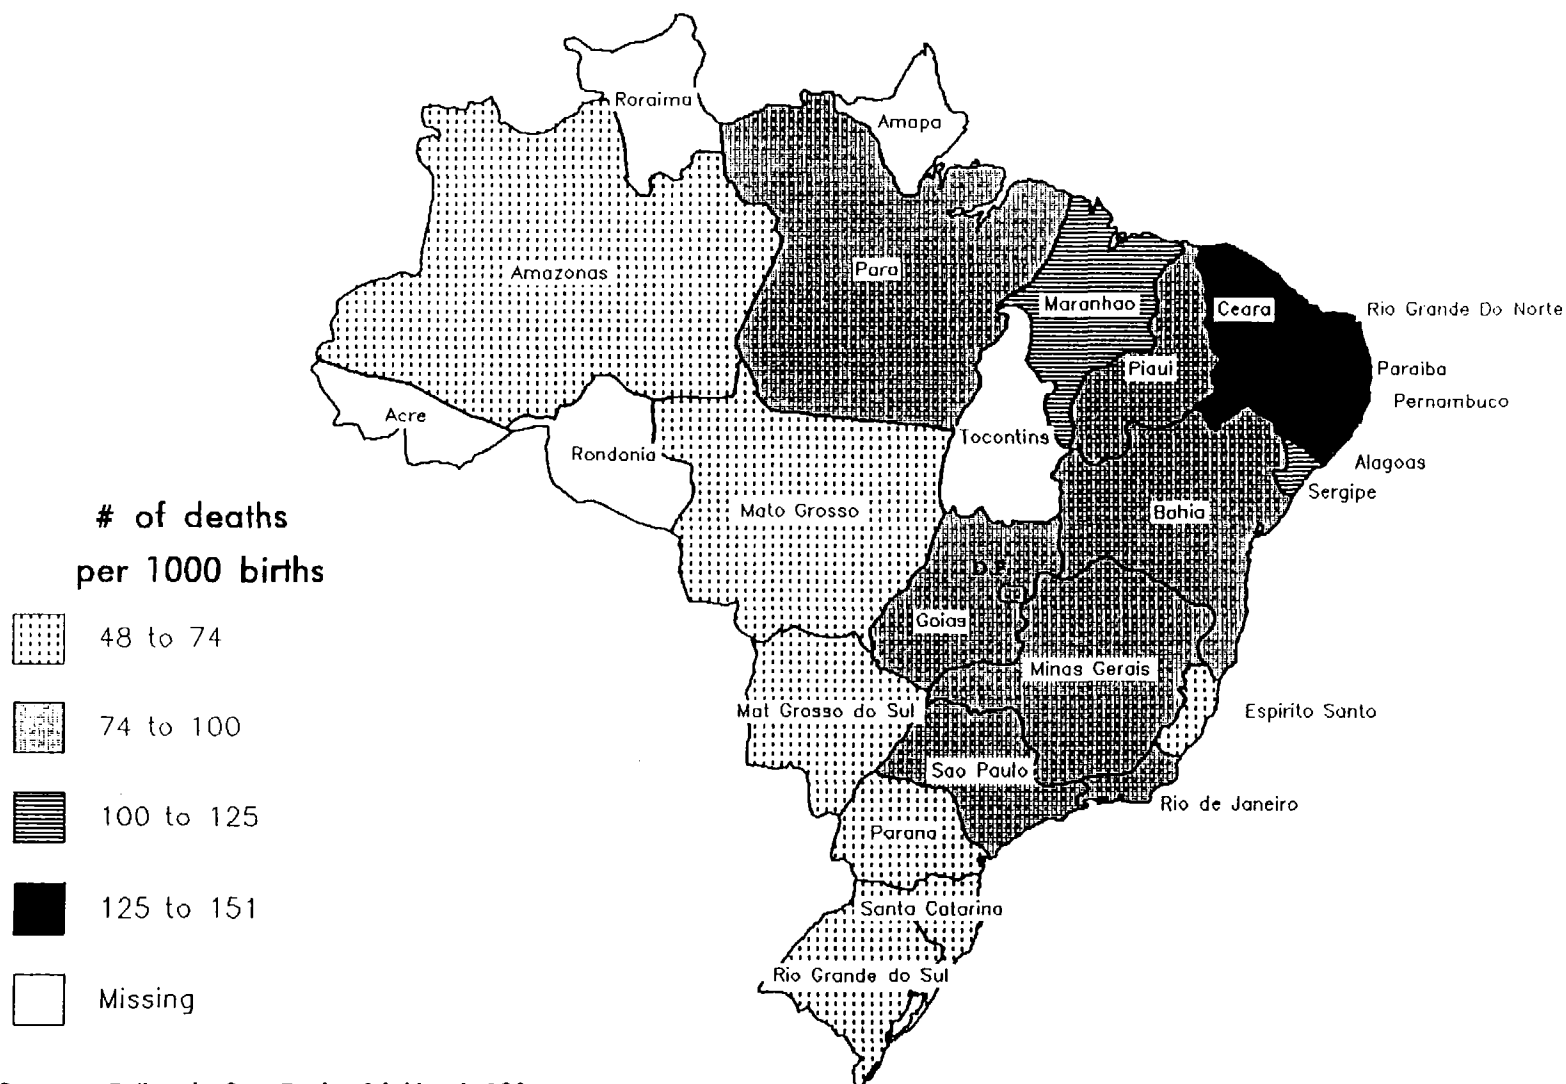 Roraima
Amapa
Amazonas
Para
Maranhao
Ceara
Rio Grande Do Norte
Piaui
Paraiba
Pernambuco
Acre
Tocontins
Rondonia
Alagoas
Sergipe
Mato Grosso
Bahia
D.F.
Goias
Minas Gerais
Mat Grosso do Sul
Espirito Santo
Sao Paulo
Rio de Janeiro
Parana
Santa Catarina
Rio Grande do Sul
# of deaths
per 1000 births
48 to 74
74 to 100
100 to 125
125 to 151
Missing